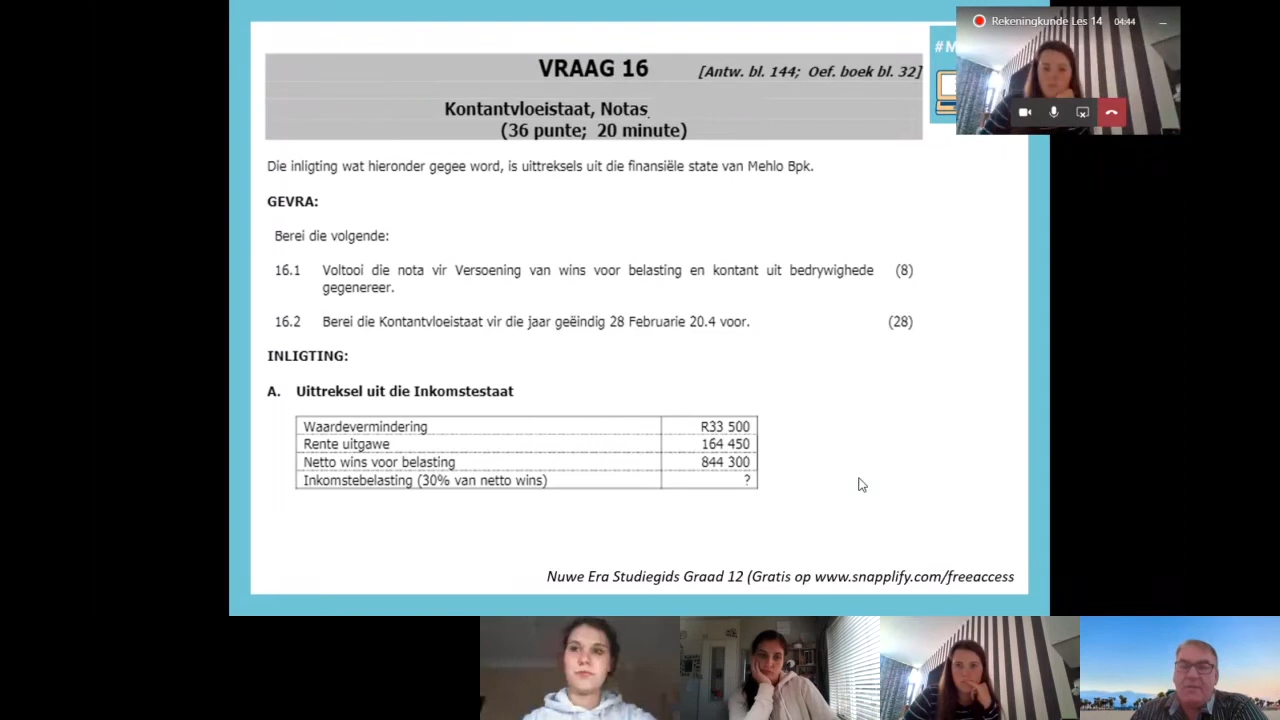 VRAAG 16 [Antw. bl. 144; Oef. boek bl. 32]
Kontantvloeistaat, Notas
(36 punte; 20 minute)
Die inligting wat hieronder gegee word, is uittreksels uit die finansiële state van Mehlo Bpk.
GEVRA:
Berei die volgende:
16.1 Voltooi die nota vir Versoening van wins voor belasting en kontant uit bedrywighede (8)
gegenereer.
16.2 Berei die Kontantvloeistaat vir die jaar geëindig 28 Februarie 20.4 voor. (28)
INLIGTING:
A. Uittreksel uit die Inkomstestaat
Waardevermindering R33 500
Rente uitgawe 164 450
Netto wins voor belasting 844 300
Inkomstebelasting (30% van netto wins) ?
Nuwe Era Studiegids Graad 12 (Gratis op www.snapplify.com/freeaccess
#M
Rekeningkunde Les 14 04:44